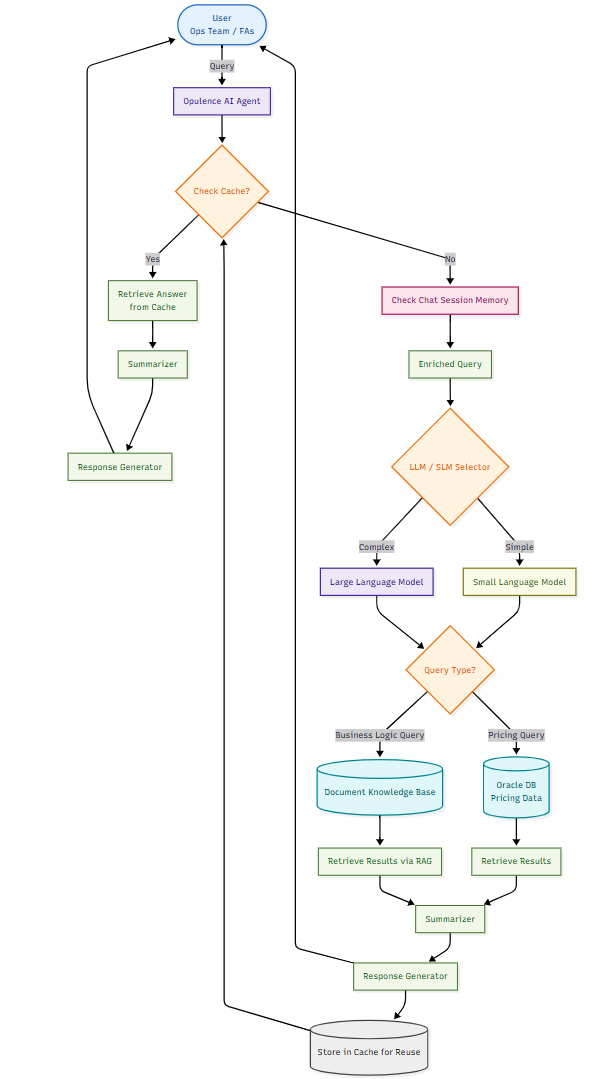 User
Ops Team / FAs
Query
Opulence AI Agent
Check Cache?
Yes
No
Retrieve Answer
from Cache
Check Chat Session Memory
Summarizer
Enriched Query
Response Generator
LLM / SLM Selector
Complex
Simple
Large Language Model
Small Language Model
Query Type?
Business Logic Query
Pricing Query
Document Knowledge Base
Oracle DB
Pricing Data
Retrieve Results via RAG
Retrieve Results
Summarizer
Response Generator
Store in Cache for Reuse